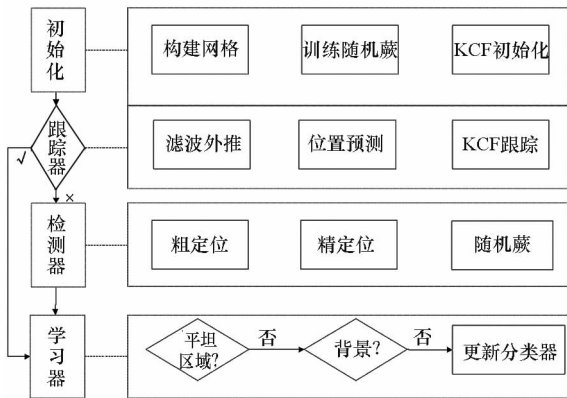 初始化
构建网格
训练随机蕨
KCF初始化
跟踪器
√
×
滤波外推
位置预测
KCF跟踪
检测器
粗定位
精定位
随机蕨
学习器
平坦
区域?
否
背景?
否
更新分类器